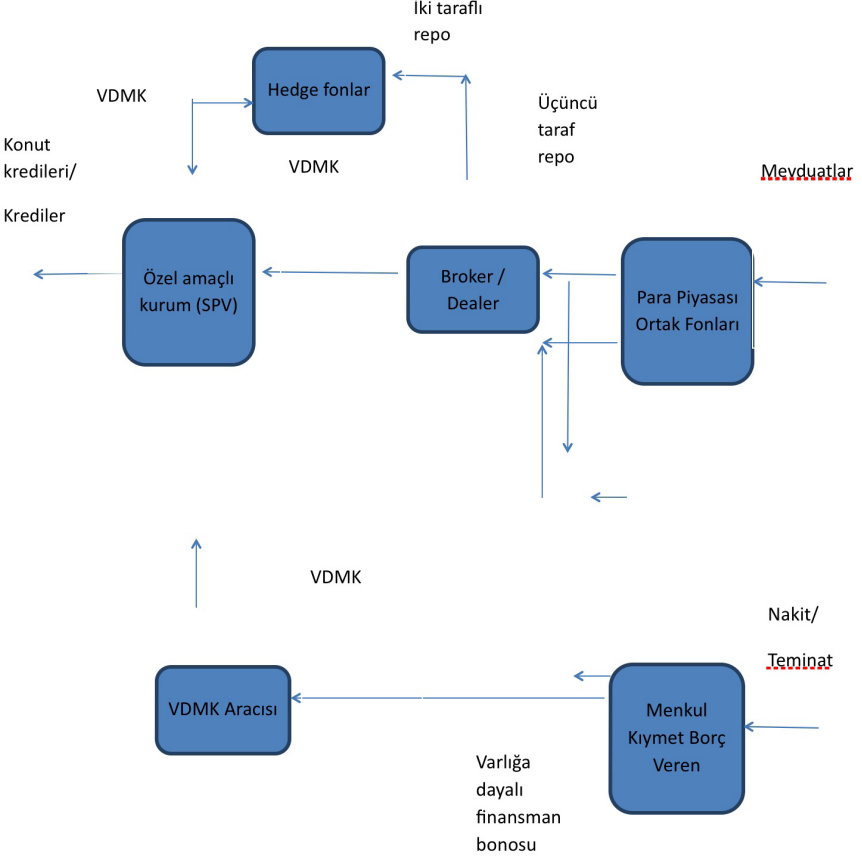 İki taraflı
repo
Hedge fonlar
VDMK
Üçüncü
taraf
repo
Konut
kredileri/
Krediler
VDMK
Mevduatlar
Özel amaçlı
kurum (SPV)
Broker /
Dealer
Para Piyasası
Ortak Fonları
VDMK
Nakit/
Teminat
VDMK Aracısı
Menkul
Kıymet Borç
Veren
Varlığa
dayalı
finansman
bonosu